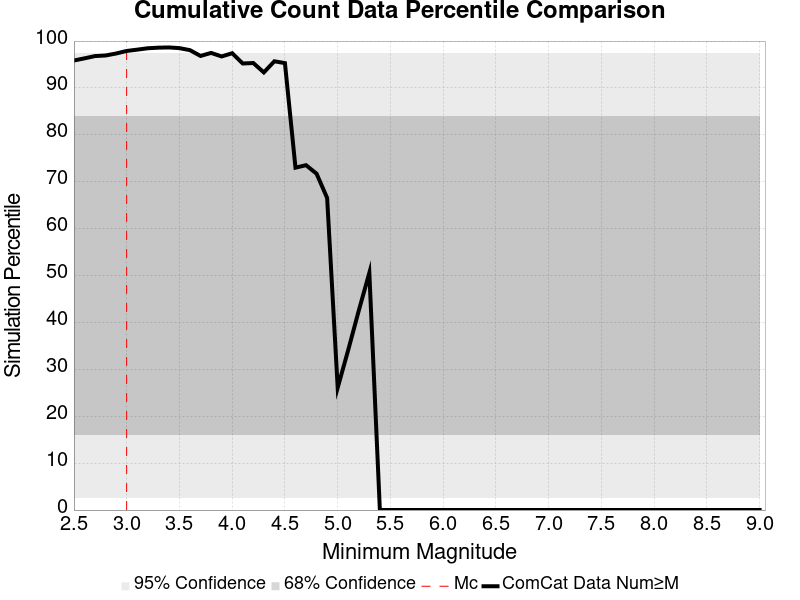 Cumulative Count Data Percentile Comparison
100
90
80
70
60
50
40
30
20
10
0
Simulation Percentile
2.5 3.0 3.5 4.0 4.5 5.0 5.5 6.0 6.5 7.0 7.5 8.0 8.5 9.0
Minimum Magnitude
95% Confidence 68% Confidence Mc ComCat Data Num≥M